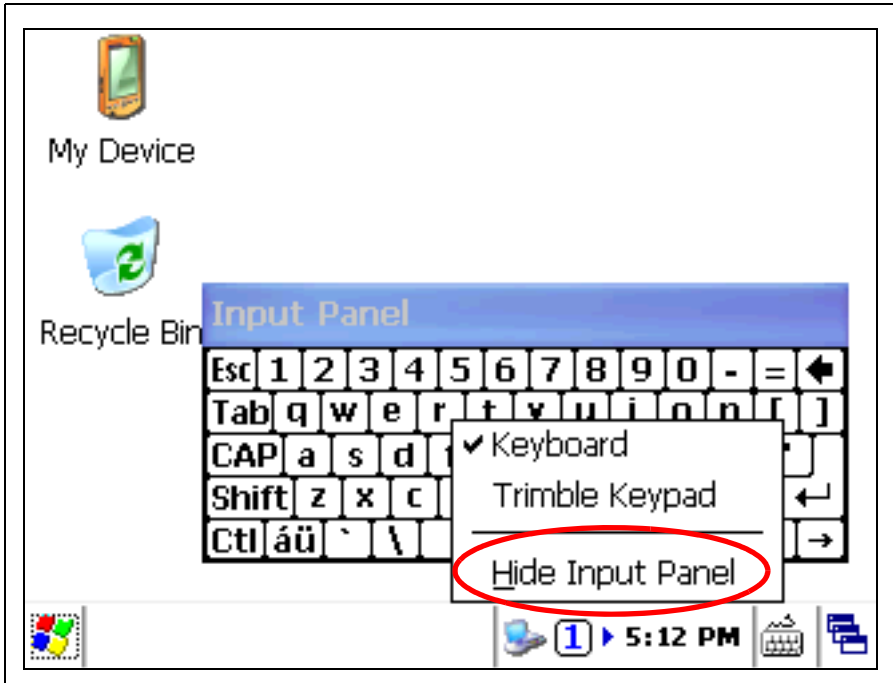 My Device
Recycle Bin
Input Panel
Esc 1 2 3 4 5 6 7 8 9 0 - =
Tab q w e r t y u i o p [ ]
CAP a s d
Shift z x c
Ctl áü ` \
✔ Keyboard
Trimble Keypad
Hide Input Panel
1 5:12 PM